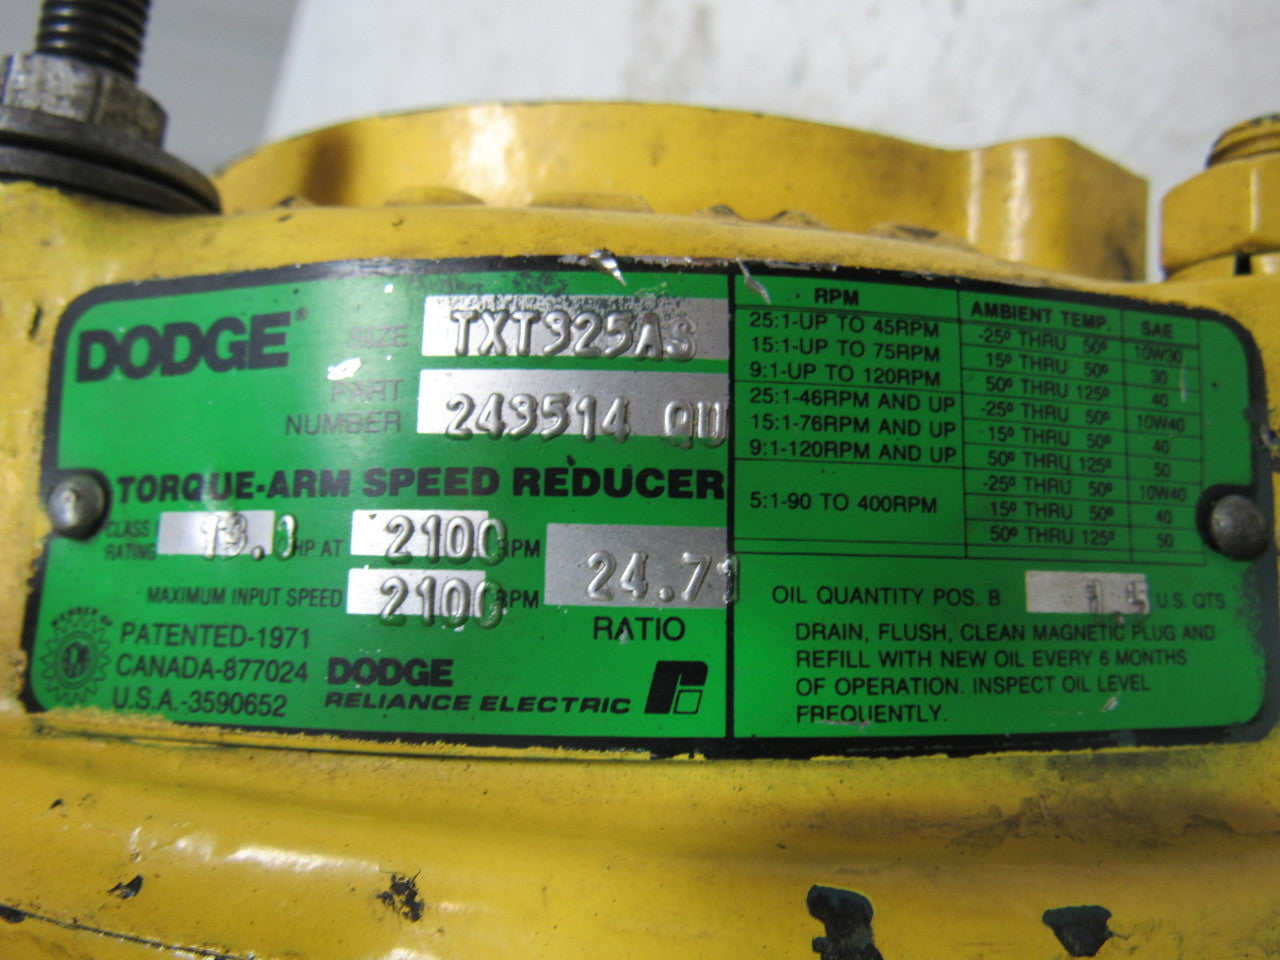 DODGE®
SIZE TXT325AS
PART
NUMBER 243514 QU
TORQUE-ARM SPEED REDUCER
CLASS I
RATING HP AT 2100 RPM
MAXIMUM INPUT SPEED 2100 RPM
24.71
RATIO
PATENTED-1971
CANADA-877024
U.S.A.-3590652
DODGE
RELIANCE ELECTRIC
RPM AMBIENT TEMP. SAE
25:1-UP TO 45RPM -25º THRU 50º 10W30
15:1-UP TO 75RPM 15º THRU 50º 30
9:1-UP TO 120RPM 50º THRU 125º 40
25:1-46RPM AND UP -25º THRU 50º 10W40
15:1-76RPM AND UP 15º THRU 50º 40
9:1-120RPM AND UP 50º THRU 125º 50
5:1-90 TO 400RPM -25º THRU 50º 10W40
15º THRU 50º 40
50º THRU 125º 50
OIL QUANTITY POS. B 1.5 U.S. QTS
DRAIN, FLUSH, CLEAN MAGNETIC PLUG AND
REFILL WITH NEW OIL EVERY 6 MONTHS
OF OPERATION. INSPECT OIL LEVEL
FREQUENTLY.